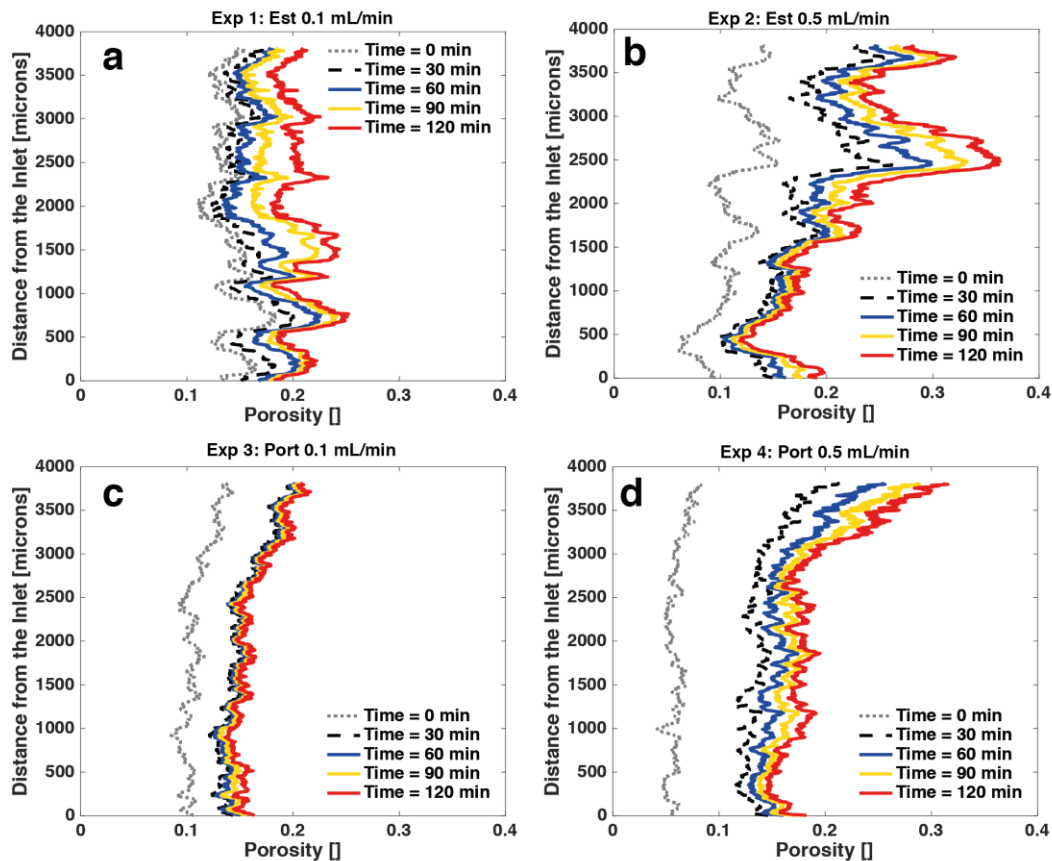 Exp 1: Est 0.1 mL/min
a
Time = 0 min
Time = 30 min
Time = 60 min
Time = 90 min
Time = 120 min
4000
3500
3000
2500
2000
1500
1000
500
0
Distance from the Inlet [microns]
0
0.1
0.2
0.3
0.4
Porosity []
Exp 2: Est 0.5 mL/min
b
4000
3500
3000
2500
2000
1500
1000
500
0
Distance from the Inlet [microns]
Time = 0 min
Time = 30 min
Time = 60 min
Time = 90 min
Time = 120 min
0
0.1
0.2
0.3
0.4
Porosity []
Exp 3: Port 0.1 mL/min
c
4000
3500
3000
2500
2000
1500
1000
500
0
Distance from the Inlet [microns]
Time = 0 min
Time = 30 min
Time = 60 min
Time = 90 min
Time = 120 min
0
0.1
0.2
0.3
0.4
Porosity []
Exp 4: Port 0.5 mL/min
d
4000
3500
3000
2500
2000
1500
1000
500
0
Distance from the Inlet [microns]
Time = 0 min
Time = 30 min
Time = 60 min
Time = 90 min
Time = 120 min
0
0.1
0.2
0.3
0.4
Porosity []